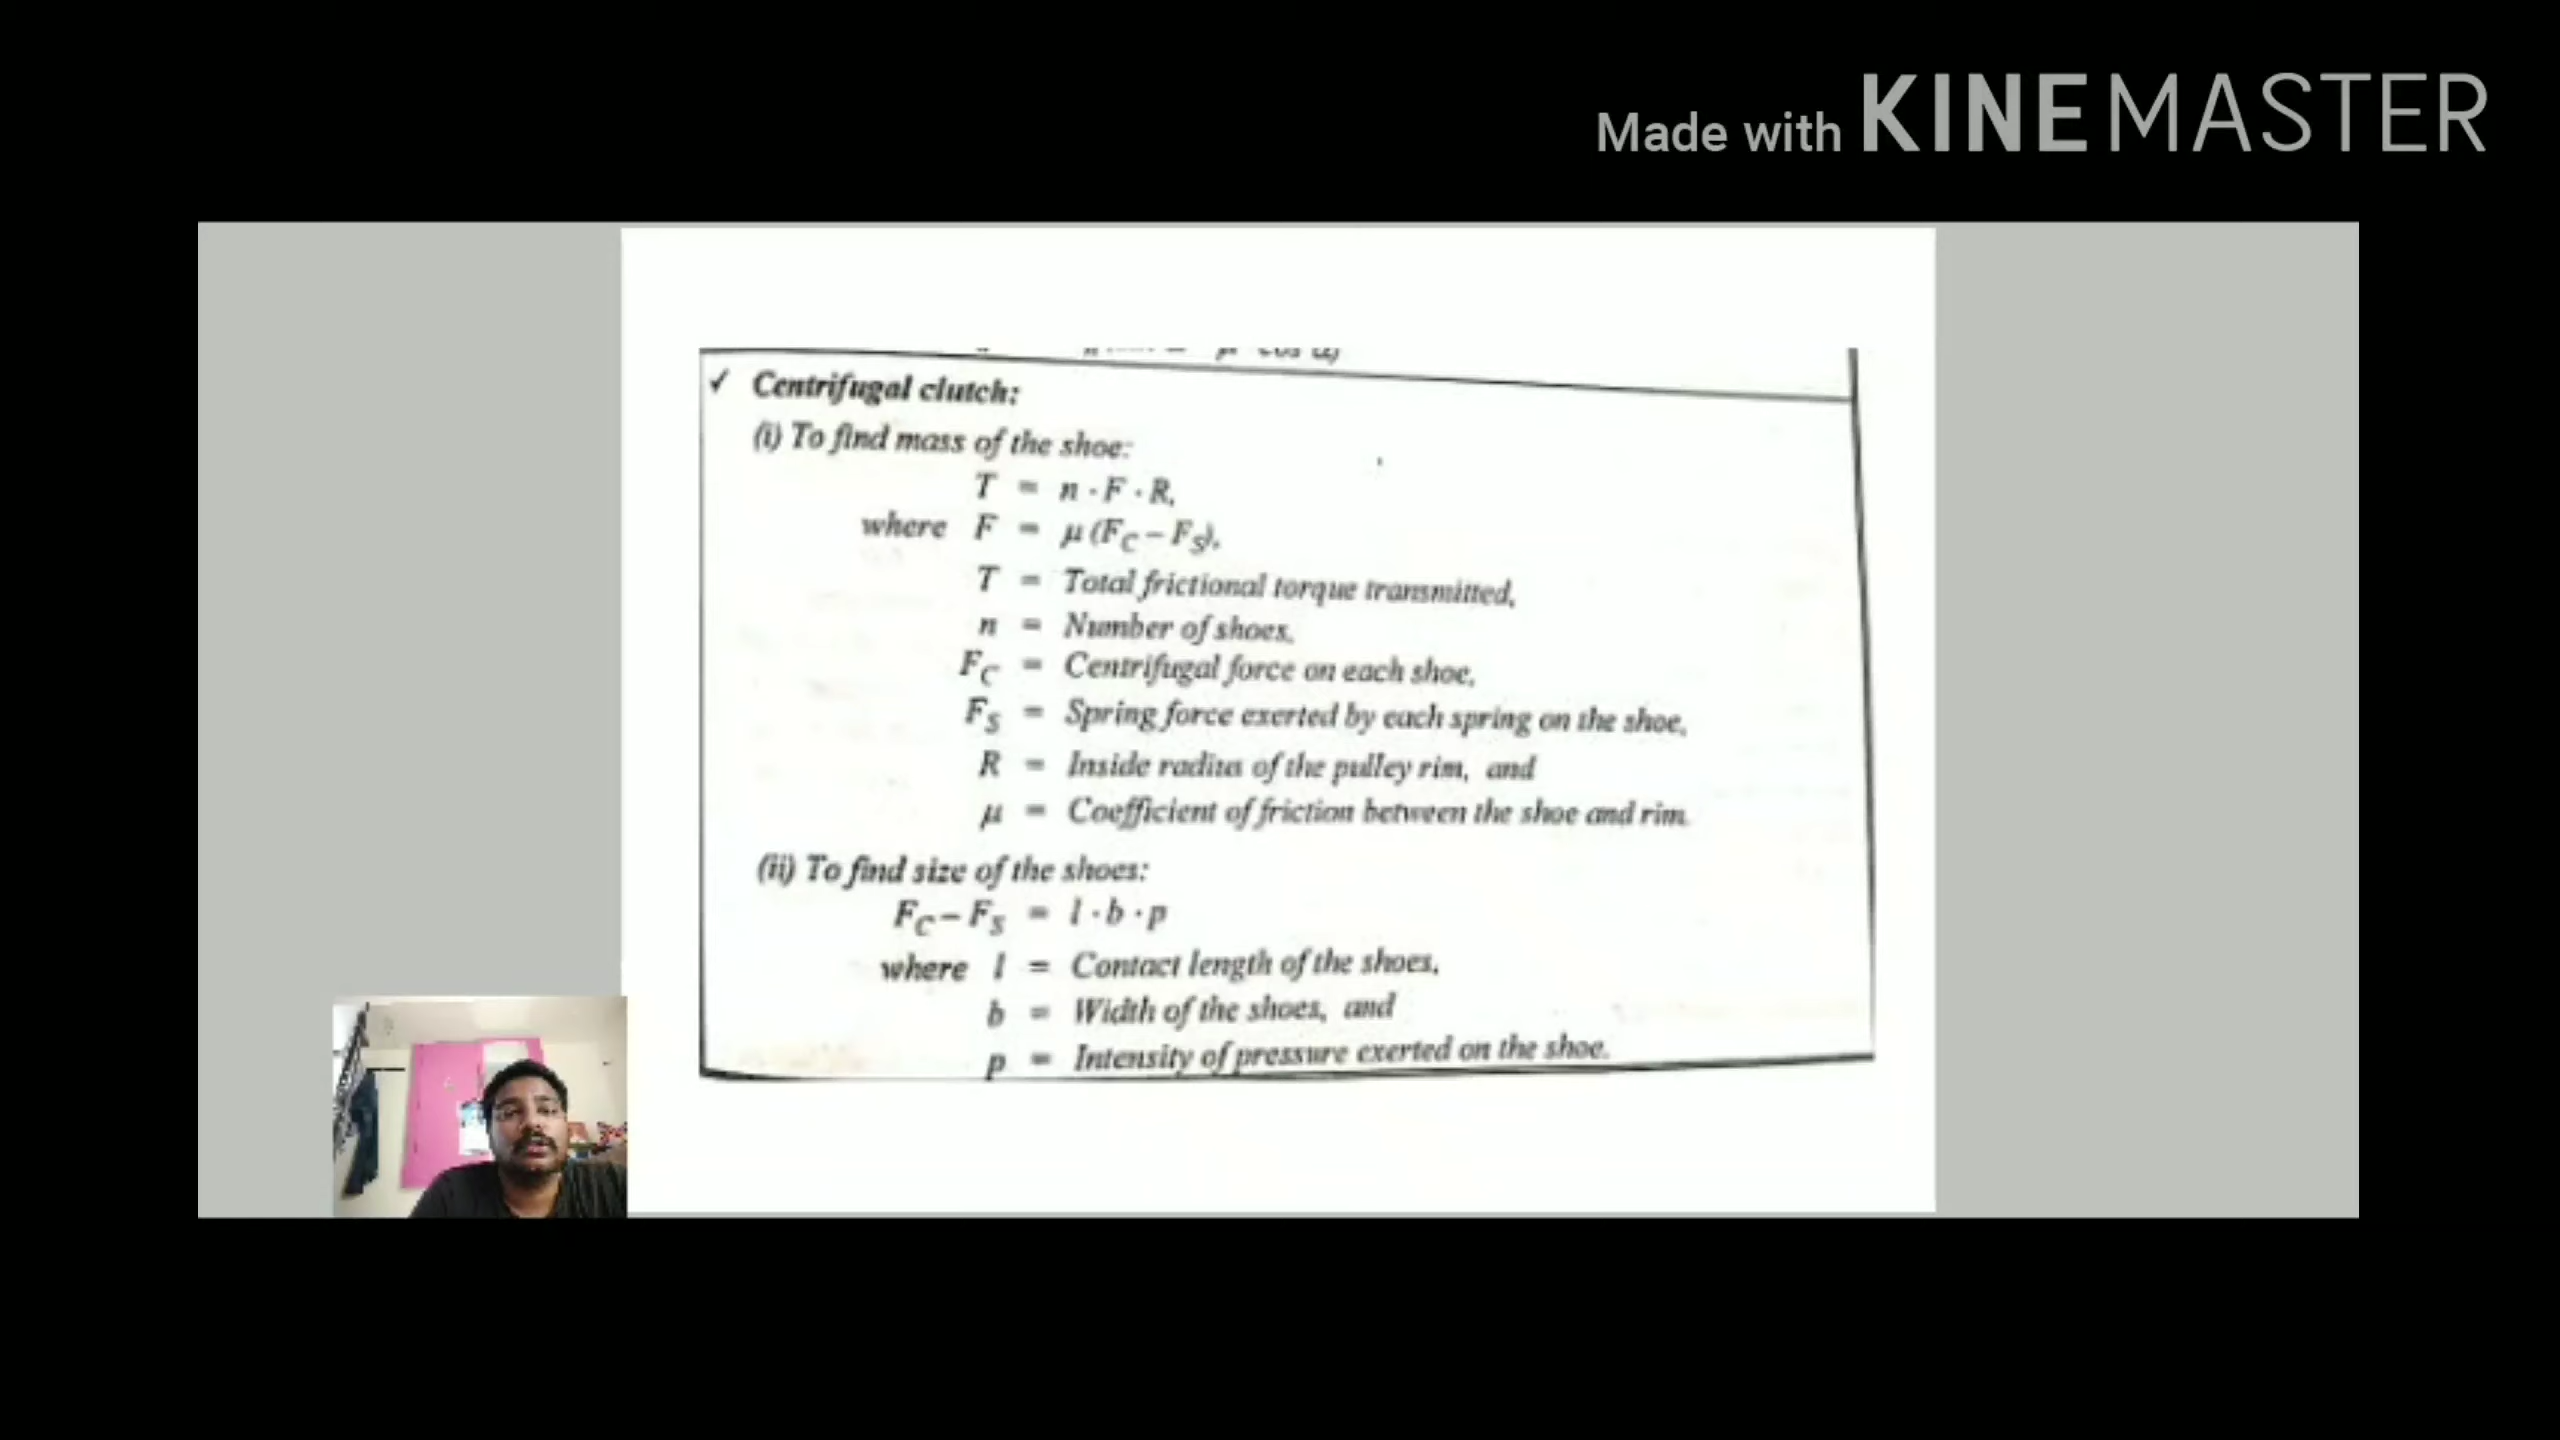 Made with KINEMASTER
cos α)
✓ Centrifugal clutch:
(i) To find mass of the shoe:
T = n · F · R,
where F = μ (F_C − F_S),
T = Total frictional torque transmitted,
n = Number of shoes,
F_C = Centrifugal force on each shoe,
F_S = Spring force exerted by each spring on the shoe,
R = Inside radius of the pulley rim, and
μ = Coefficient of friction between the shoe and rim.
(ii) To find size of the shoes:
F_C − F_S = l · b · p
where l = Contact length of the shoes,
b = Width of the shoes, and
p = Intensity of pressure exerted on the shoe.